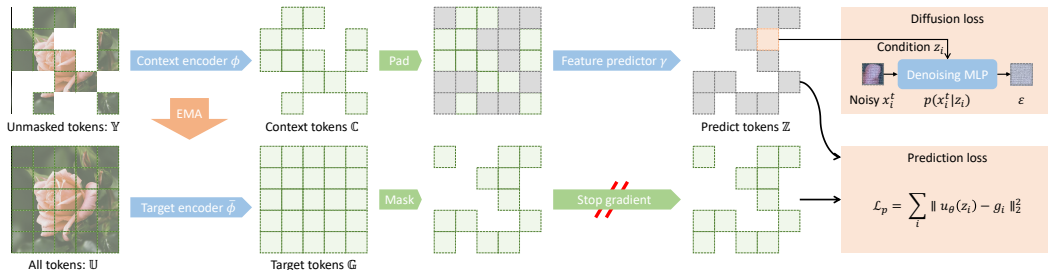 Context encoder ϕ
Pad
Feature predictor γ
Diffusion loss
Condition z_i
Denoising MLP
Noisy x_i^t
p(x_i^t|z_i)
ε
Unmasked tokens: 𝕐
EMA
Context tokens ℂ
Predict tokens ℤ
Target encoder ϕ̄
Mask
Stop gradient
Prediction loss
ℒ_p = ∑_i ∥ u_θ(z_i) − g_i ∥_2^2
All tokens: 𝕌
Target tokens 𝔾